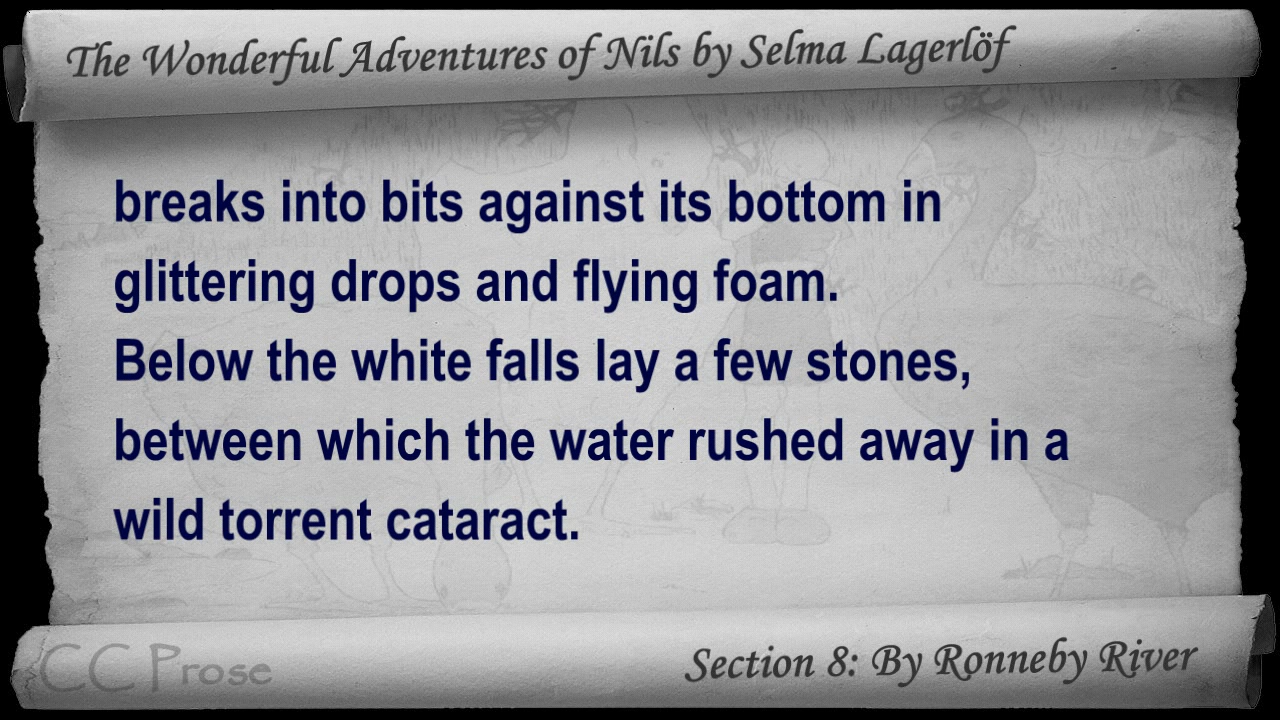 The Wonderful Adventures of Nils by Selma Lagerlöf
breaks into bits against its bottom in
glittering drops and flying foam.
Below the white falls lay a few stones,
between which the water rushed away in a
wild torrent cataract.
CC Prose
Section 8: By Ronneby River